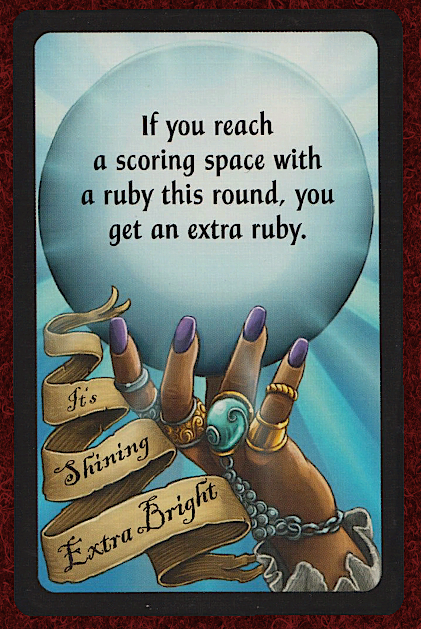 If you reach
a scoring space with
a ruby this round, you
get an extra ruby.
It's
Shining
Extra Bright